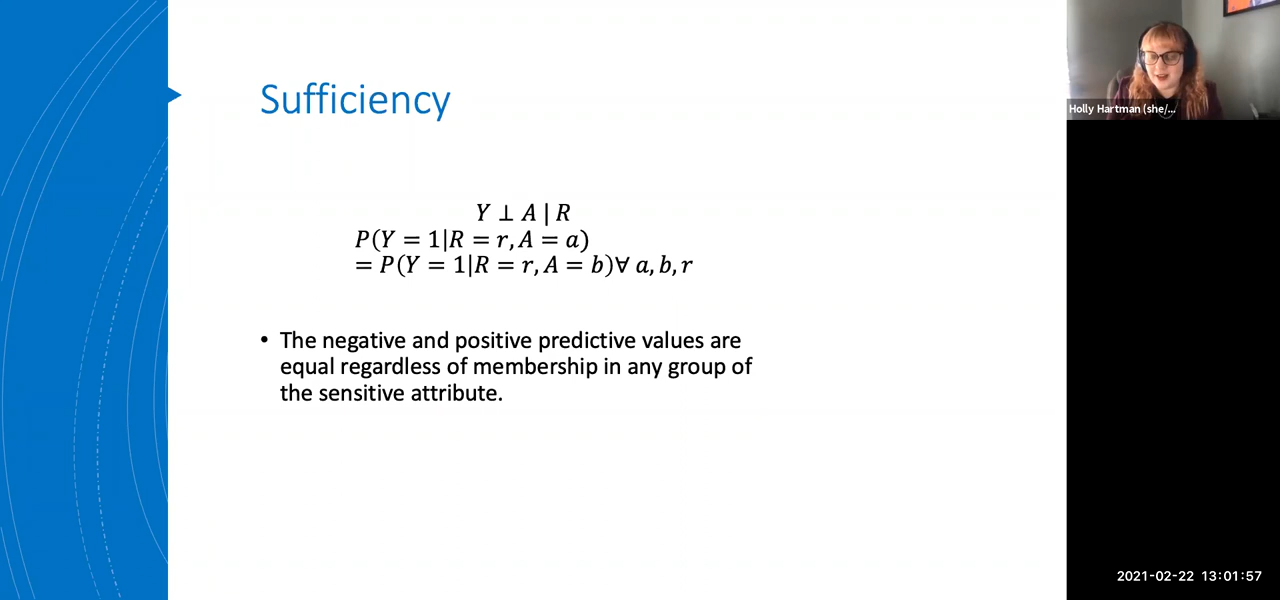 Sufficiency
Y ⊥ A | R
P(Y = 1|R = r, A = a)
= P(Y = 1|R = r, A = b)∀ a, b, r
• The negative and positive predictive values are
equal regardless of membership in any group of
the sensitive attribute.
Holly Hartman (she/...
2021-02-22 13:01:57